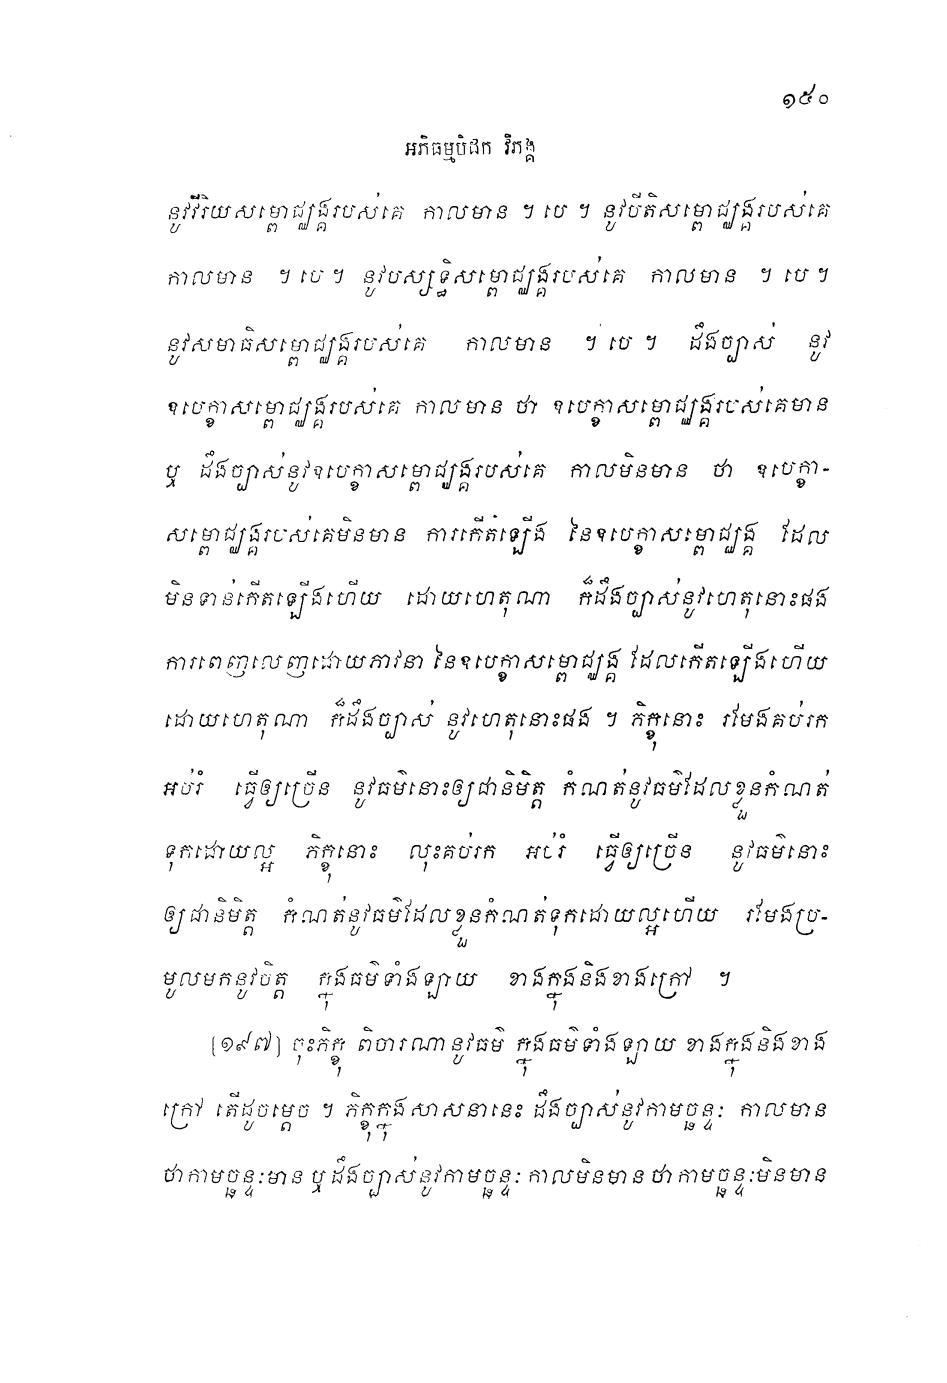 ១៥០
អភិធម្មបិដក វិភង្គ
នូវវីរិយសម្ពោជ្ឈង្គរបស់គេ កាលមាន ។ បេ ។ នូវបីតិសម្ពោជ្ឈង្គរបស់គេ
កាលមាន ។ បេ ។ នូវបស្សទ្ធិសម្ពោជ្ឈង្គរបស់គេ កាលមាន ។ បេ ។
នូវសមាធិសម្ពោជ្ឈង្គរបស់គេ កាលមាន ។ បេ ។ ដឹងច្បាស់ នូវ
ឧបេក្ខាសម្ពោជ្ឈង្គរបស់គេ កាលមាន ថា ឧបេក្ខាសម្ពោជ្ឈង្គរបស់គេមាន
ឬ ដឹងច្បាស់នូវឧបេក្ខាសម្ពោជ្ឈង្គរបស់គេ កាលមិនមាន ថា ឧបេក្ខា-
សម្ពោជ្ឈង្គរបស់គេមិនមាន ការកើតឡើង នៃឧបេក្ខាសម្ពោជ្ឈង្គ ដែល
មិនទាន់កើតឡើងហើយ ដោយហេតុណា ក៏ដឹងច្បាស់នូវហេតុនោះផង
ការពេញលេញដោយភាវនា នៃឧបេក្ខាសម្ពោជ្ឈង្គ ដែលកើតឡើងហើយ
ដោយហេតុណា ក៏ដឹងច្បាស់ នូវហេតុនោះផង ។ ភិក្ខុនោះ រមែងគប់រក
អប់រំ ធ្វើឲ្យច្រើន នូវធម៌នោះឲ្យជានិមិត្ត កំណត់នូវធម៌ដែលខ្លួនកំណត់
ទុកដោយល្អ ភិក្ខុនោះ លុះគប់រក អប់រំ ធ្វើឲ្យច្រើន នូវធម៌នោះ
ឲ្យជានិមិត្ត កំណត់នូវធម៌ដែលខ្លួនកំណត់ទុកដោយល្អហើយ រមែងប្រ-
មូលមកនូវចិត្ត ក្នុងធម៌ទាំងឡាយ ខាងក្នុងនិងខាងក្រៅ ។
[១៩៧] ចុះភិក្ខុ ពិចារណានូវធម៌ ក្នុងធម៌ទាំងឡាយ ខាងក្នុងនិងខាង
ក្រៅ តើដូចម្តេច ។ ភិក្ខុក្នុងសាសនានេះ ដឹងច្បាស់នូវកាមច្ឆន្ទៈ កាលមាន
ថាកាមច្ឆន្ទៈមាន ឬដឹងច្បាស់នូវកាមច្ឆន្ទៈ កាលមិនមាន ថាកាមច្ឆន្ទៈមិនមាន